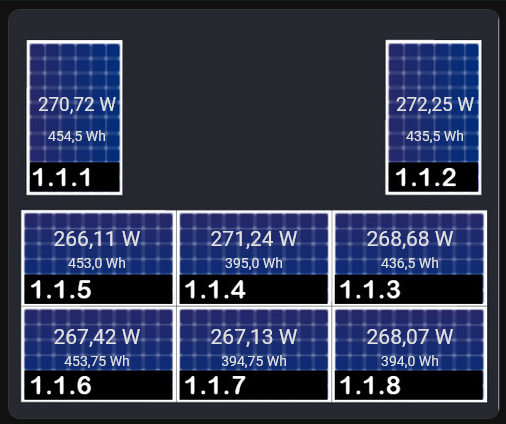 270,72 W
454,5 Wh
1.1.1
272,25 W
435,5 Wh
1.1.2
266,11 W
453,0 Wh
1.1.5
271,24 W
395,0 Wh
1.1.4
268,68 W
436,5 Wh
1.1.3
267,42 W
453,75 Wh
1.1.6
267,13 W
394,75 Wh
1.1.7
268,07 W
394,0 Wh
1.1.8